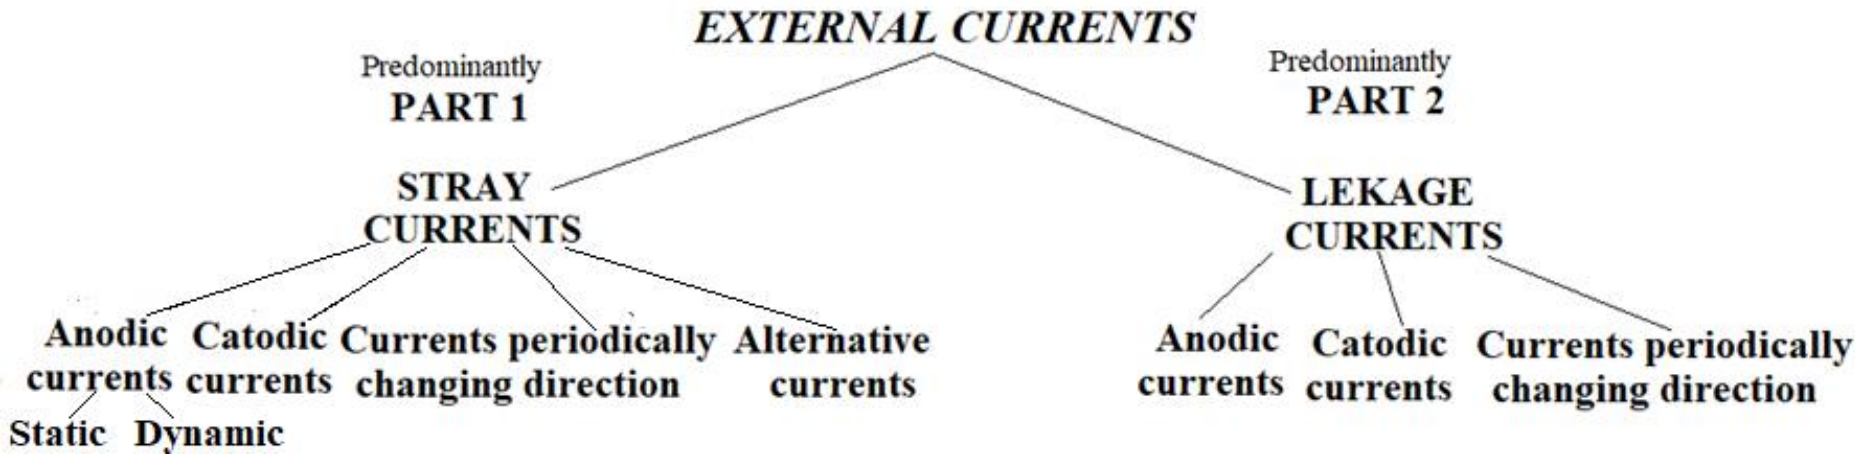 EXTERNAL CURRENTS
Predominantly
PART 1
Predominantly
PART 2
STRAY
CURRENTS
LEKAGE
CURRENTS
Anodic
currents
Catodic
currents
Currents periodically
changing direction
Alternative
currents
Anodic
currents
Catodic
currents
Currents periodically
changing direction
Static
Dynamic